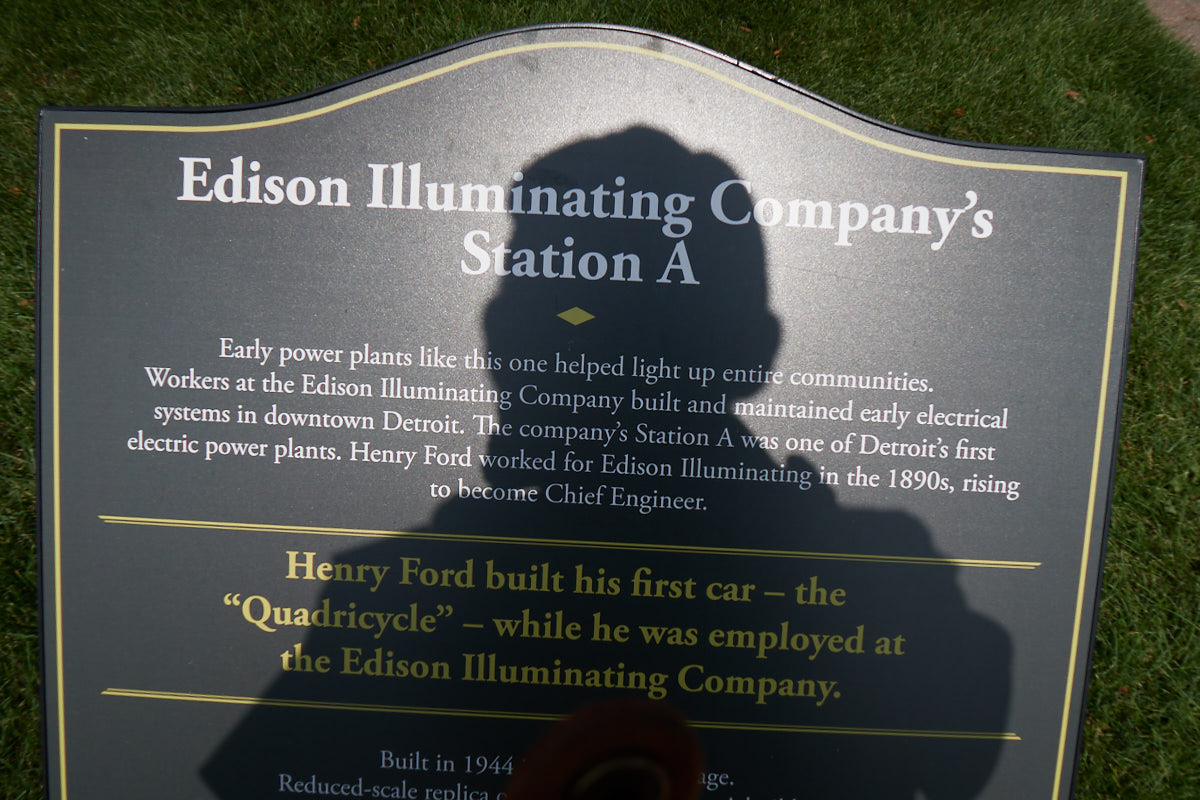 Edison Illuminating Company's
Station A
Early power plants like this one helped light up entire communities.
Workers at the Edison Illuminating Company built and maintained early electrical
systems in downtown Detroit. The company's Station A was one of Detroit's first
electric power plants. Henry Ford worked for Edison Illuminating in the 1890s, rising
to become Chief Engineer.
Henry Ford built his first car – the
“Quadricycle” – while he was employed at
the Edison Illuminating Company.
Built in 1944
Reduced-scale replica